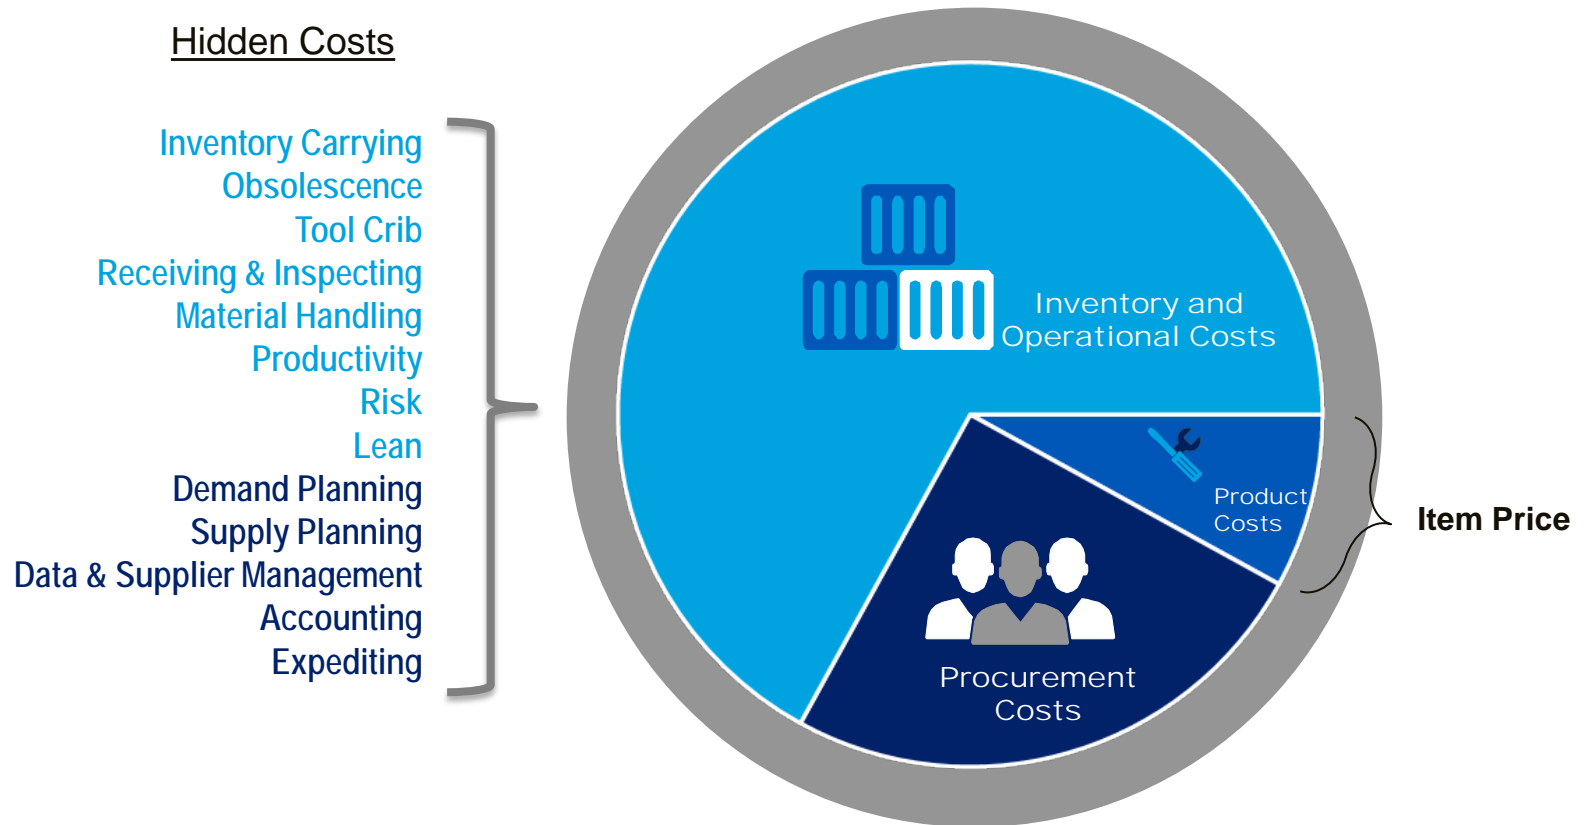 Hidden Costs
Inventory Carrying
Obsolescence
Tool Crib
Receiving & Inspecting
Material Handling
Productivity
Risk
Lean
Demand Planning
Supply Planning
Data & Supplier Management
Accounting
Expediting
Inventory and
Operational Costs
Product
Costs
Item Price
Procurement
Costs